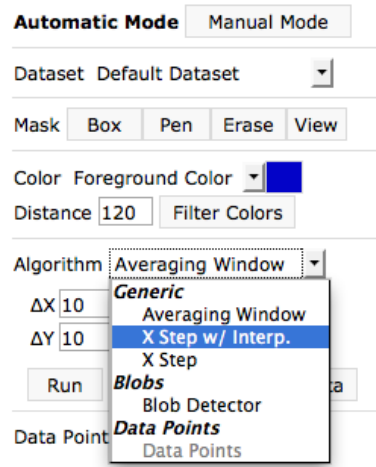 Automatic Mode Manual Mode
Dataset Default Dataset
Mask Box Pen Erase View
Color Foreground Color
Distance 120 Filter Colors
Algorithm Averaging Window
Generic
ΔX 10 Averaging Window
ΔY 10 X Step w/ Interp.
X Step
Run Blobs
Blob Detector
Data Point Data Points
Data Points